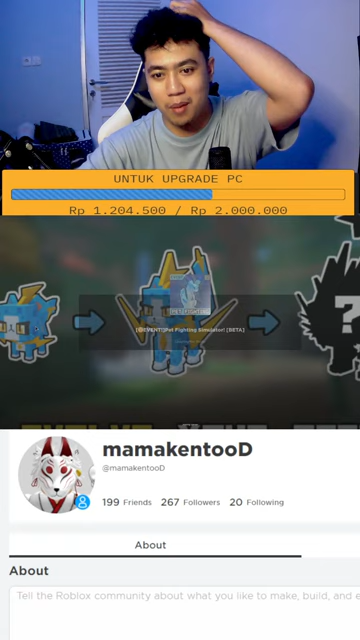 UNTUK UPGRADE PC
Rp 1.204.500 / Rp 2.000.000
?
Pet Fighting Simulator! [BETA]
mamakentooD
@mamakentooD
199 Friends 267 Followers 20 Following
About
About
Tell the Roblox community about what you like to make, build, and e